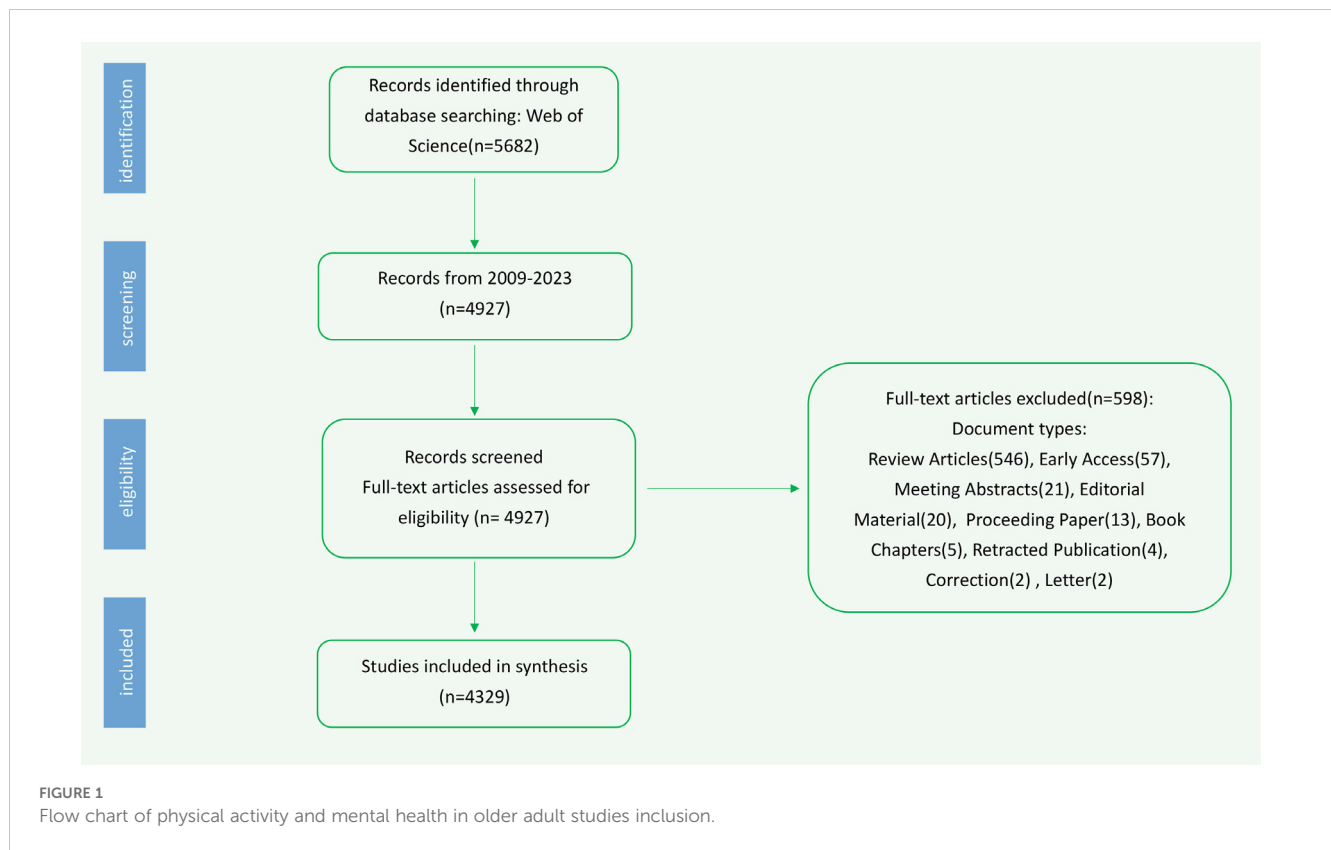 identification
Records identified through
database searching: Web of
Science(n=5682)
screening
Records from 2009-2023
(n=4927)
eligibility
Records screened
Full-text articles assessed for
eligibility (n= 4927)
Full-text articles excluded(n=598):
Document types:
Review Articles(546), Early Access(57),
Meeting Abstracts(21), Editorial
Material(20),  Proceeding Paper(13), Book
Chapters(5), Retracted Publication(4),
Correction(2) , Letter(2)
included
Studies included in synthesis
(n=4329)
FIGURE 1
Flow chart of physical activity and mental health in older adult studies inclusion.